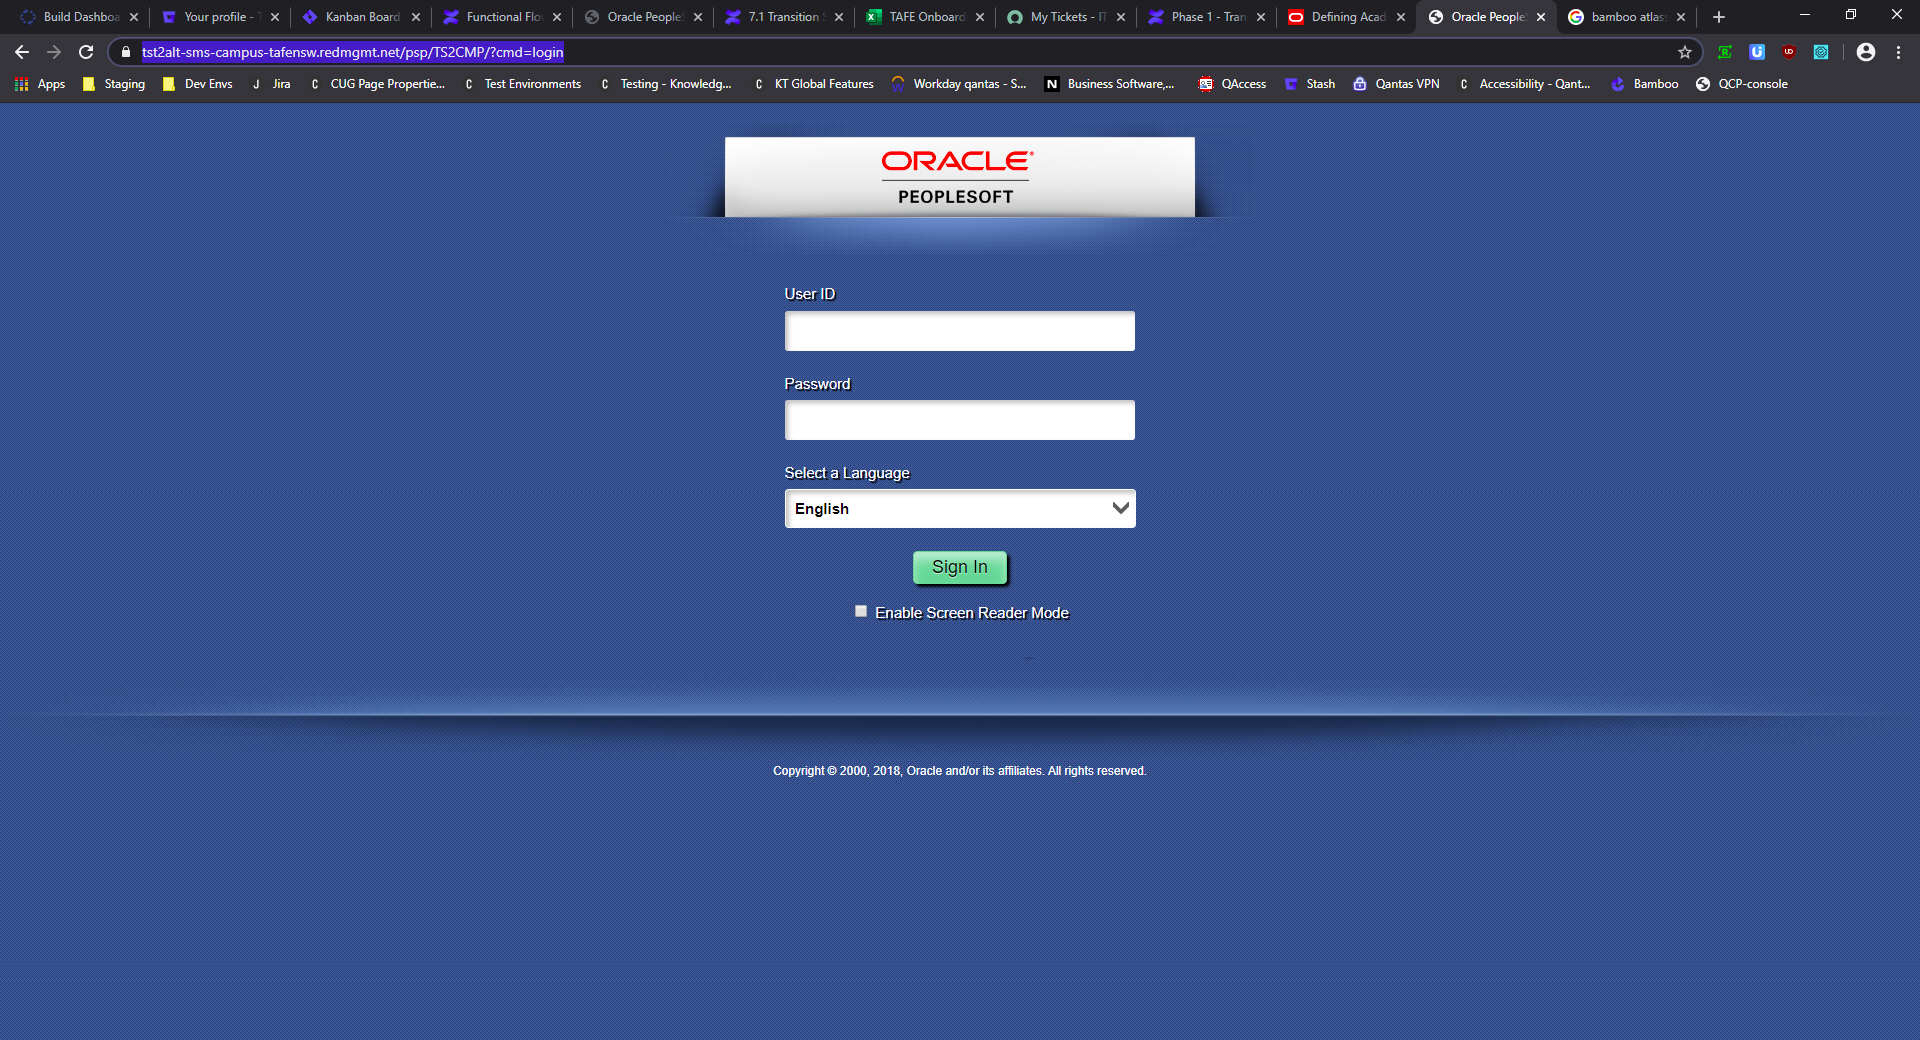 Build Dashboa
Your profile - T
Kanban Board
Functional Flo
Oracle PeopleS
7.1 Transition S
TAFE Onboard
My Tickets - IT
Phase 1 - Tran
Defining Acad
Oracle PeopleS
bamboo atlas
tst2alt-sms-campus-tafensw.redmgmt.net/psp/TS2CMP/?cmd=login
Apps
Staging
Dev Envs
J Jira
C CUG Page Propertie...
C Test Environments
C Testing - Knowledg...
C KT Global Features
Workday qantas - S...
N Business Software,...
QAccess
Stash
Qantas VPN
C Accessibility - Qant...
Bamboo
QCP-console
ORACLE®
PEOPLESOFT
User ID
Password
Select a Language
English
Sign In
Enable Screen Reader Mode
Copyright © 2000, 2018, Oracle and/or its affiliates. All rights reserved.